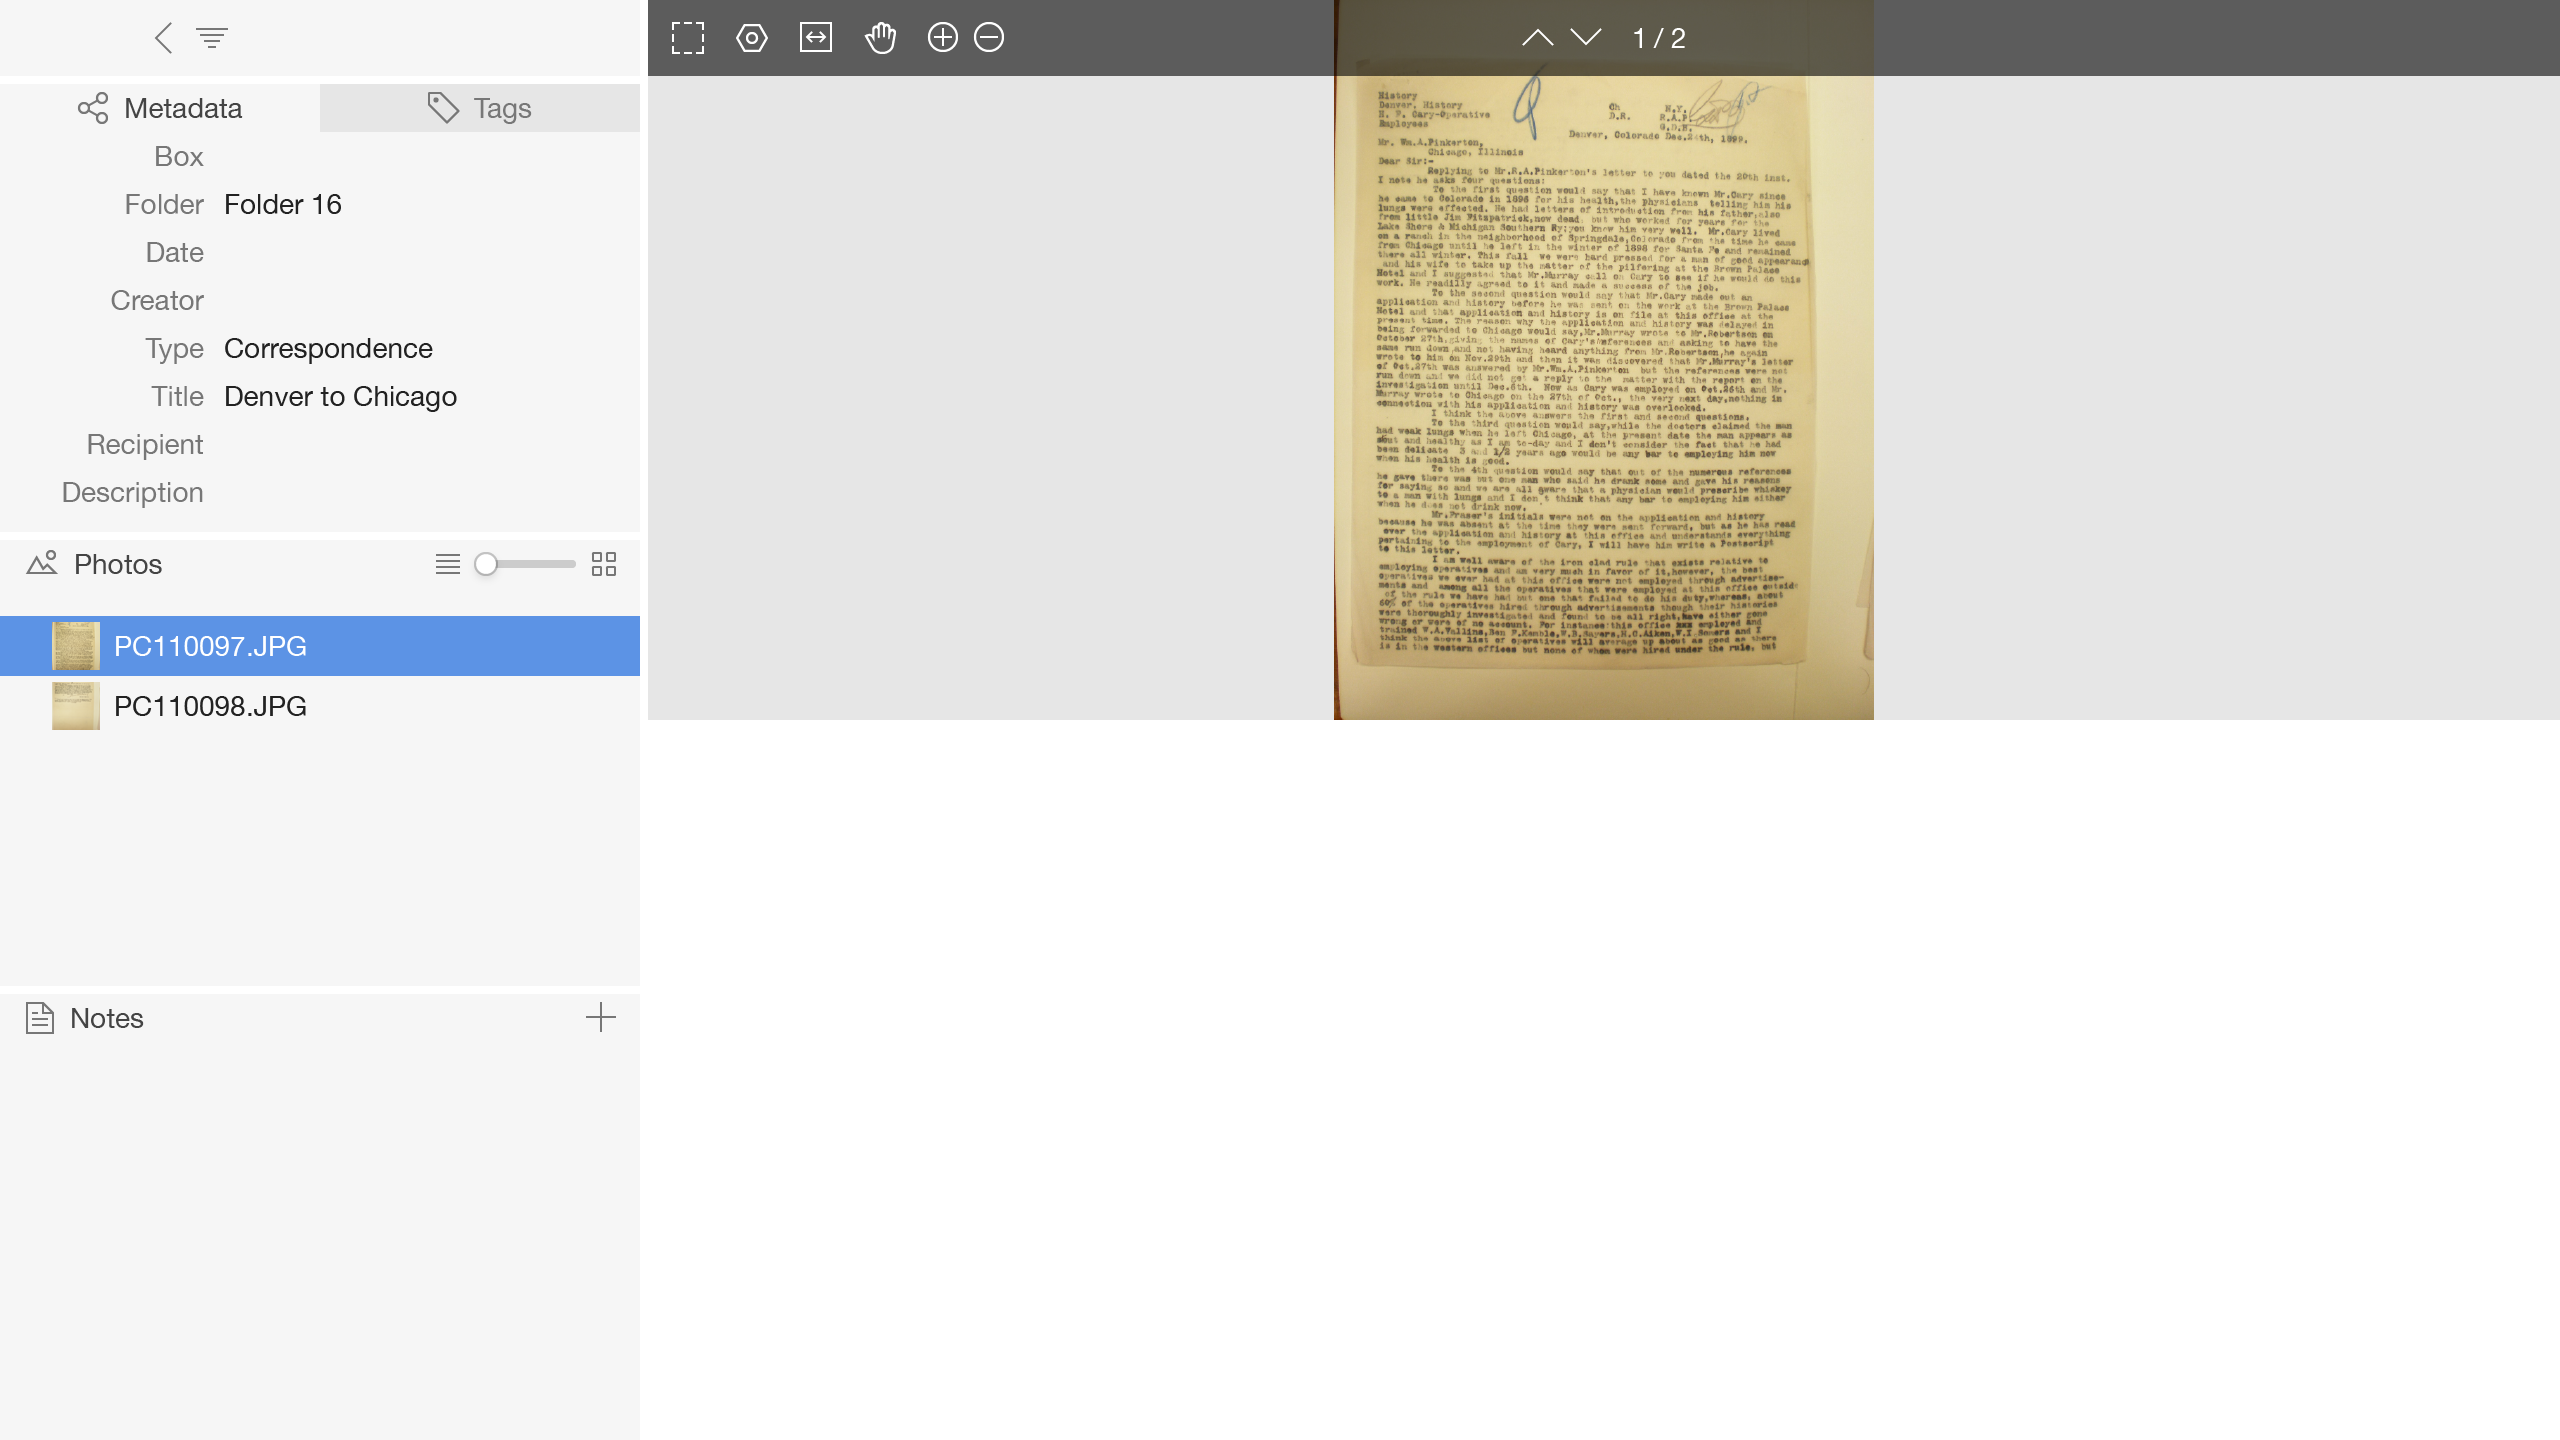 Metadata
Tags
Box
Folder Folder 16
Date
Creator
Type Correspondence
Title Denver to Chicago
Recipient
Description
Photos
PC110097.JPG
PC110098.JPG
Notes
1 / 2
History
Denver, History
H. F. Cary-Operative
Employees
Ch N.Y.
D.R. R.A.P.
G.D.B.
Denver, Colorado Dec. 1899.
Mr. Wm.A.Pinkerton,
Chicago, Illinois
Dear Sir:-
Replying to Mr.R.A.Pinkerton's letter to you dated the 20th inst.
I note he asks four questions:
To the first question would say that I have known Mr.Cary since
he came to Colorado in for his health,the physicians telling him his
lungs were effected. He had letters of introduction from his father,also
from little Jim Fitzpatrick,now dead, but who worked for years for the
Lake Shore & Michigan Southern Ry;you knew him very well. Mr.Cary lived
on a ranch in the neighborhood of Springdale,Colorado from the time he came
from Chicago until he left in the winter of 1898 for Santa Fe and remained
there all winter. This fall we were hard pressed for a man of good appearance
and his wife to take up the matter of the pilfering at the Brown Palace
Hotel and I suggested that Mr.Murray call on Cary to see if he would do this
work. He readilly agreed to it and made a success of the job.
To the second question would say that Mr.Cary made out an
application and history before he was sent on the work at the Brown Palace
Hotel and that application and history is on file at this office at the
present time. The reason why the application and history was delayed in
being forwarded to Chicago would say,Mr.Murray wrote to Mr.Robertson on
October 27th,giving the names of Cary's references and asking to have the
same run down,and not having heard anything from Mr.Robertson,he again
wrote to him on Nov.29th and then it was discovered that Mr.Murray's letter
of Oct.27th was answered by Mr.Wm.A.Pinkerton but the references were not
run down and we did not get a reply to the matter with the report on the
investigation until Dec.6th. Now as Cary was employed on Oct.26th and Mr.
Murray wrote to Chicago on the 27th of Oct., the very next day,nothing in
connection with his application and history was overlooked.
I think the above answers the first and second questions.
To the third question would say,while the doctors claimed the man
had weak lungs when he left Chicago, at the present date the man appears as
stout and healthy as I am to-day and I don't consider the fact that he had
been delicate 3 and 1/2 years ago would be any bar to employing him now
when his health is good.
To the 4th question would say that out of the numerous references
he gave there was but one man who said he drank some and gave his reasons
for saying so and we are all aware that a physician would prescribe whiskey
to a man with lungs and I don't think that any bar to employing him either
when he does not drink now.
Mr.Fraser's initials were not on the application and history
because he was absent at the time they were sent forward, but as he has read
over the application and history at this office and understands everything
pertaining to the employment of Cary, I will have him write a Postscript
to this letter.
I am well aware of the iron clad rule that exists relative to
employing operatives and am very much in favor of it,however, the best
operatives we ever had at this office were not employed through advertise-
ments and among all the operatives that were employed at this office outside
of the rule we have had but one that failed to do his duty,whereas, about
60% of the operatives hired through advertisements though their histories
were thoroughly investigated and found to be all right,have either gone
wrong or were of no account. For instance:this office xxx employed and
trained W.A.Wallins,Ben F.Kemble,W.B.Sayers,H.C.Aiken,W.T.Somers and I
think the above list of operatives will average up about as good as there
is in the western offices but none of whom were hired under the rule, but